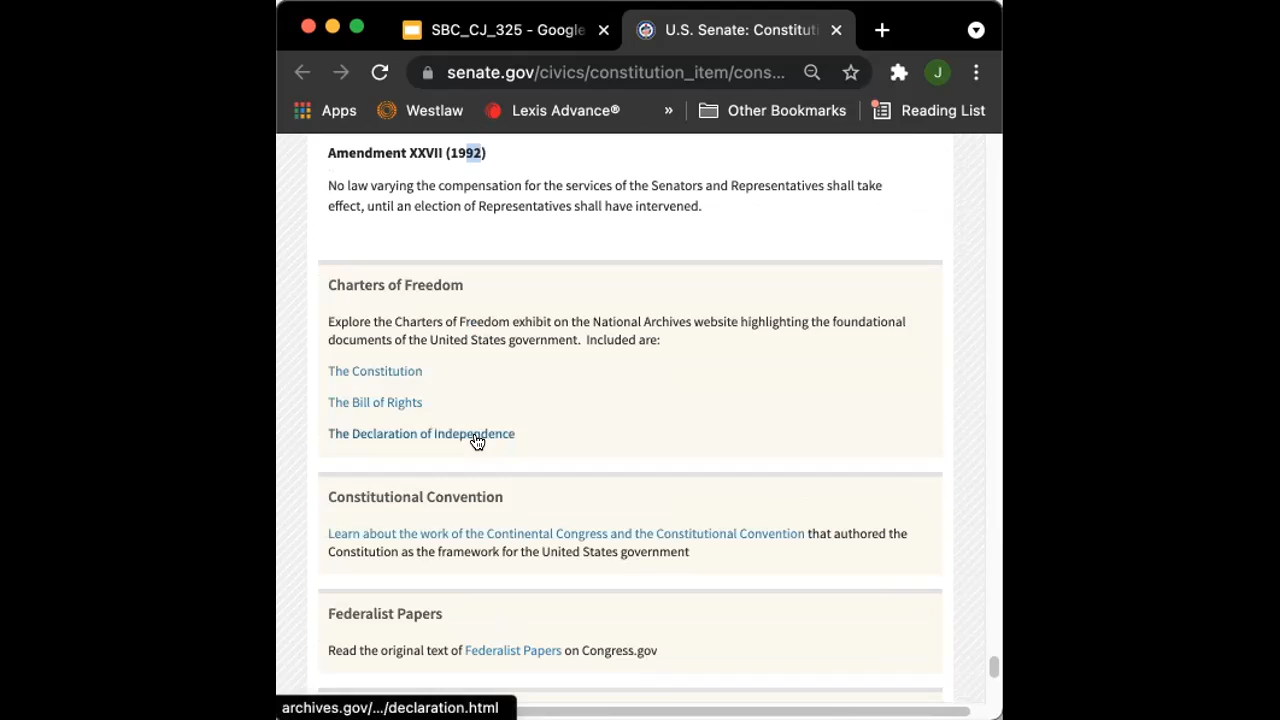 SBC_CJ_325 - Google
U.S. Senate: Constituti
senate.gov/civics/constitution_item/cons...
J
Apps
Westlaw
Lexis Advance®
»
Other Bookmarks
Reading List
Amendment XXVII (1992)
No law varying the compensation for the services of the Senators and Representatives shall take
effect, until an election of Representatives shall have intervened.
Charters of Freedom
Explore the Charters of Freedom exhibit on the National Archives website highlighting the foundational
documents of the United States government. Included are:
The Constitution
The Bill of Rights
The Declaration of Independence
Constitutional Convention
Learn about the work of the Continental Congress and the Constitutional Convention that authored the
Constitution as the framework for the United States government
Federalist Papers
Read the original text of Federalist Papers on Congress.gov
archives.gov/.../declaration.html